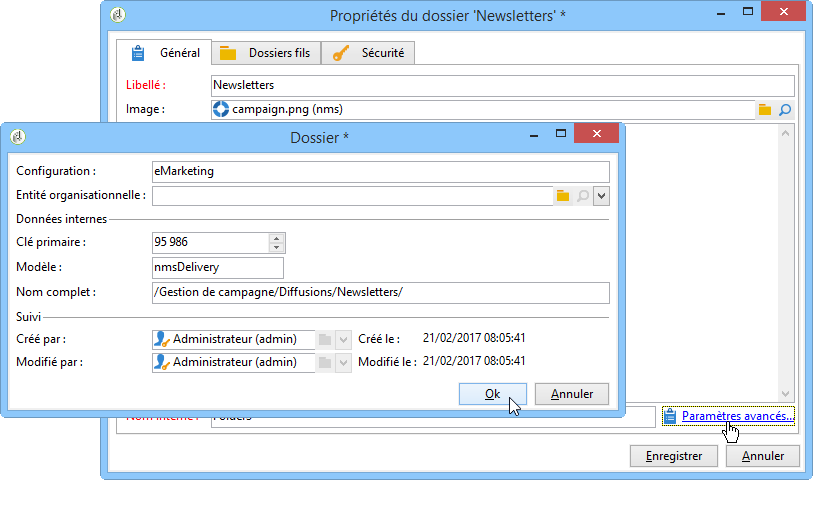 Propriétés du dossier 'Newsletters' *
Général Dossiers fils Sécurité
Libellé : Newsletters
Image : campaign.png (nms)
Dossier *
Configuration : eMarketing
Entité organisationnelle :
Données internes
Clé primaire : 95 986
Modèle : nmsDelivery
Nom complet : /Gestion de campagne/Diffusions/Newsletters/
Suivi
Créé par : Administrateur (admin) Créé le : 21/02/2017 08:05:41
Modifié par : Administrateur (admin) Modifié le : 21/02/2017 08:05:41
Ok Annuler
Nom interne : Folders Paramètres avancés...
Enregistrer Annuler